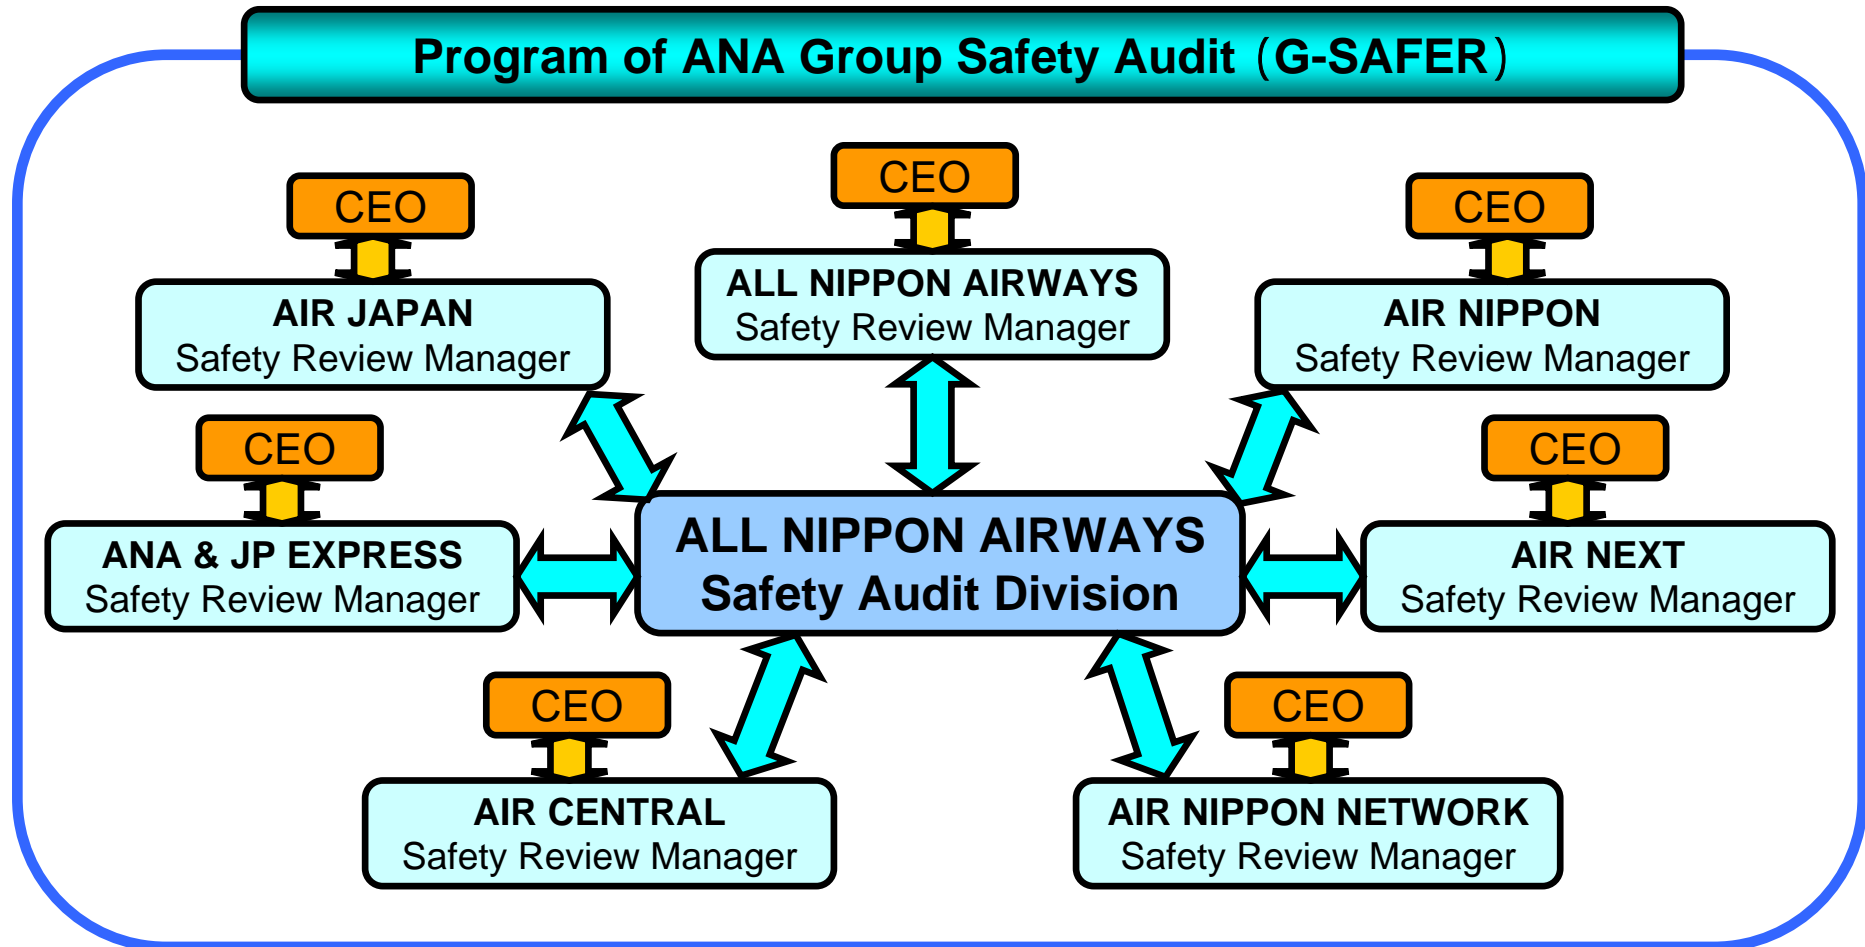 Program of ANA Group Safety Audit（G-SAFER）
CEO
AIR JAPAN
Safety Review Manager
CEO
ALL NIPPON AIRWAYS
Safety Review Manager
CEO
AIR NIPPON
Safety Review Manager
CEO
ANA & JP EXPRESS
Safety Review Manager
ALL NIPPON AIRWAYS
Safety Audit Division
CEO
AIR NEXT
Safety Review Manager
CEO
AIR CENTRAL
Safety Review Manager
CEO
AIR NIPPON NETWORK
Safety Review Manager